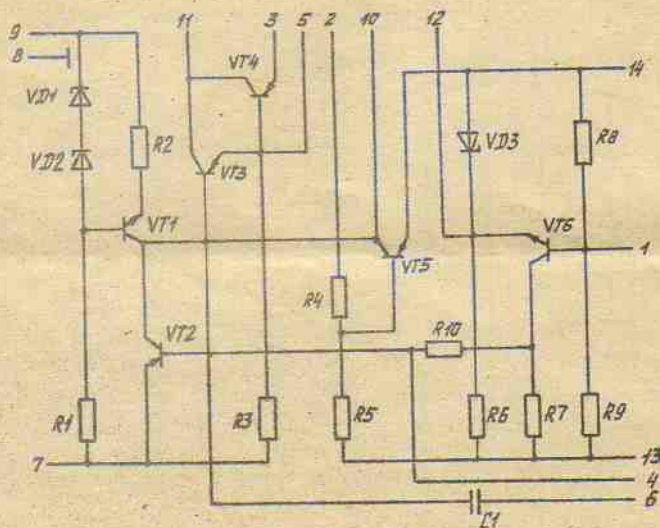 9 11 3 5 2 10 12
8 VT4 14
VD1 VD3 R8
VD2 R2 VT3
VT1 VT5 VT6 1
R4
VT2 R10
R1 R3 R5 R6 R7 R9
7 13
4
6
C1